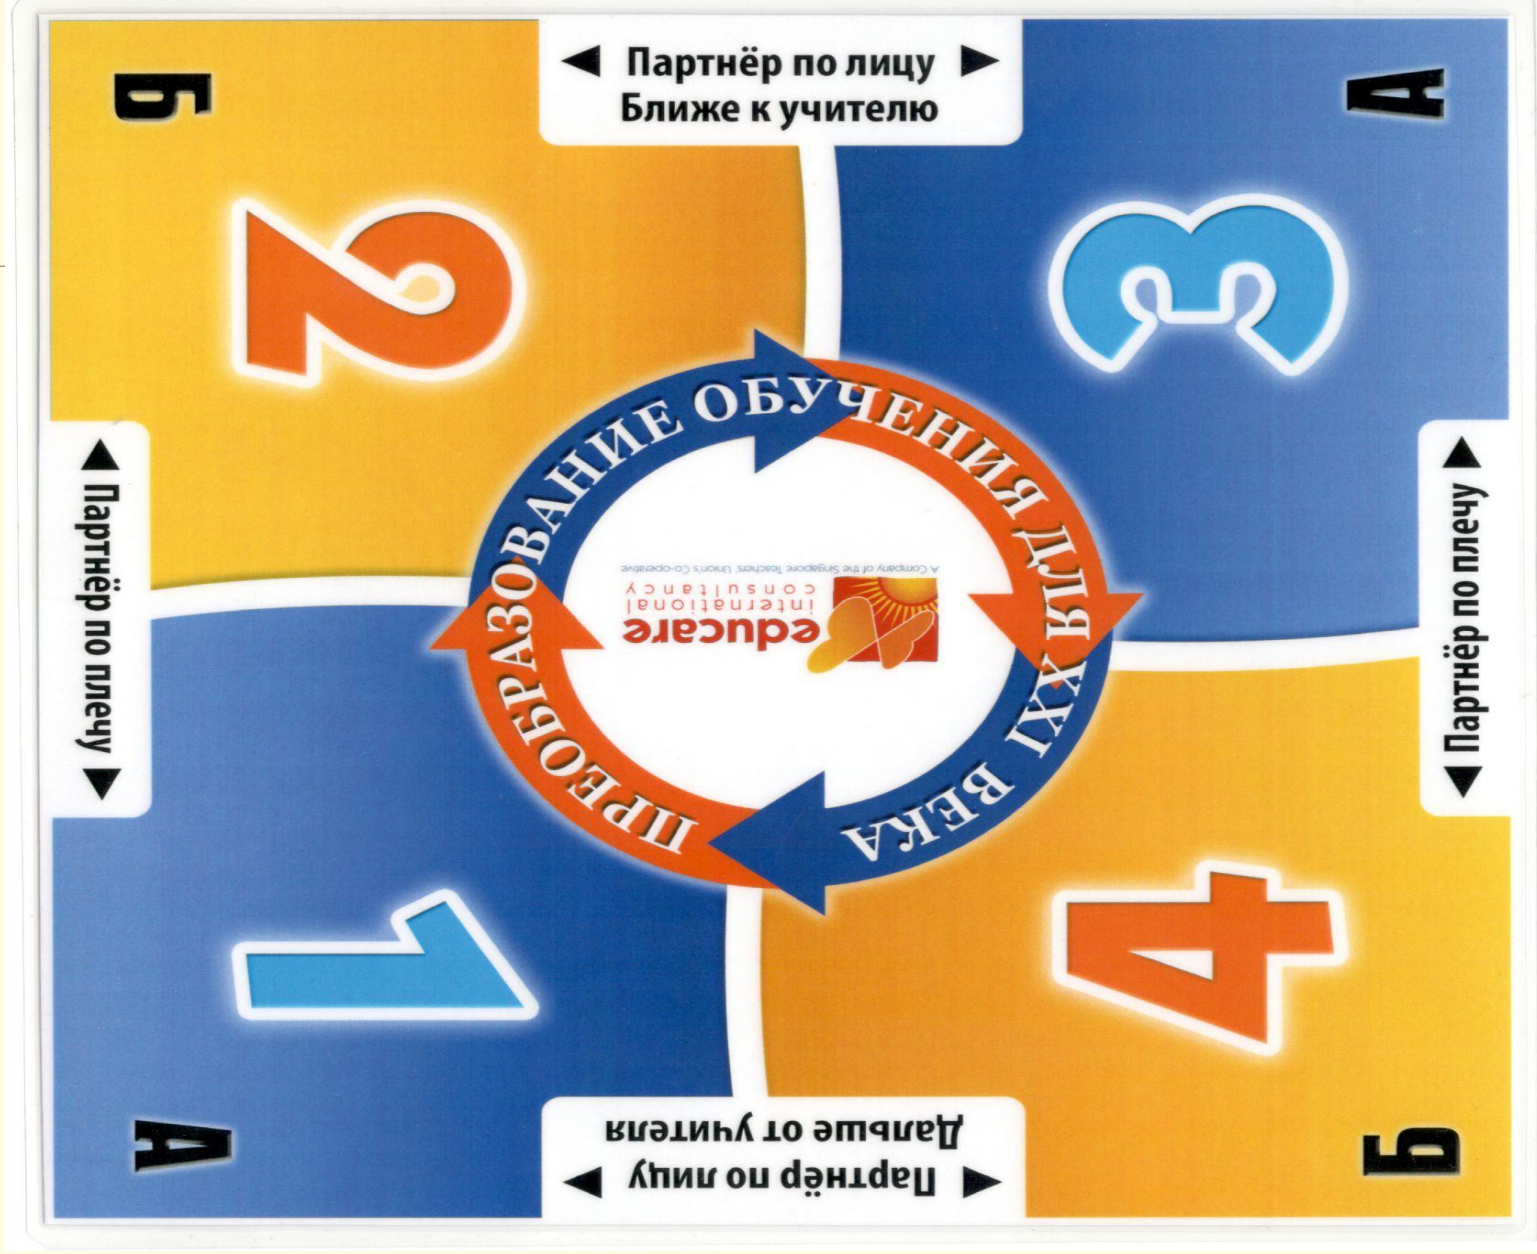 Партнёр по лицу
Ближе к учителю
Б
А
2
3
Партнёр по плечу
Партнёр по плечу
ПРЕОБРАЗОВАНИЕ ОБУЧЕНИЯ ДЛЯ XXI ВЕКА
educare
international
consultancy
A Company of the Singapore Teachers' Union's Co-operative
1
4
А
Б
Партнёр по лицу
Дальше от учителя